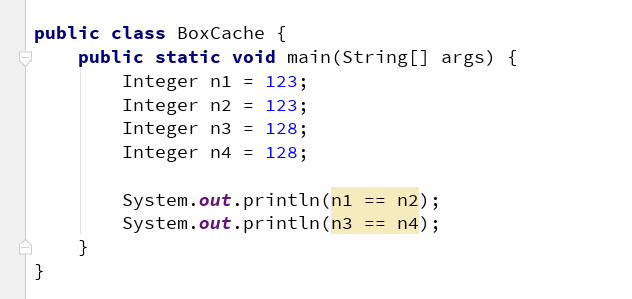 public class BoxCache {
    public static void main(String[] args) {
        Integer n1 = 123;
        Integer n2 = 123;
        Integer n3 = 128;
        Integer n4 = 128;

        System.out.println(n1 == n2);
        System.out.println(n3 == n4);
    }
}